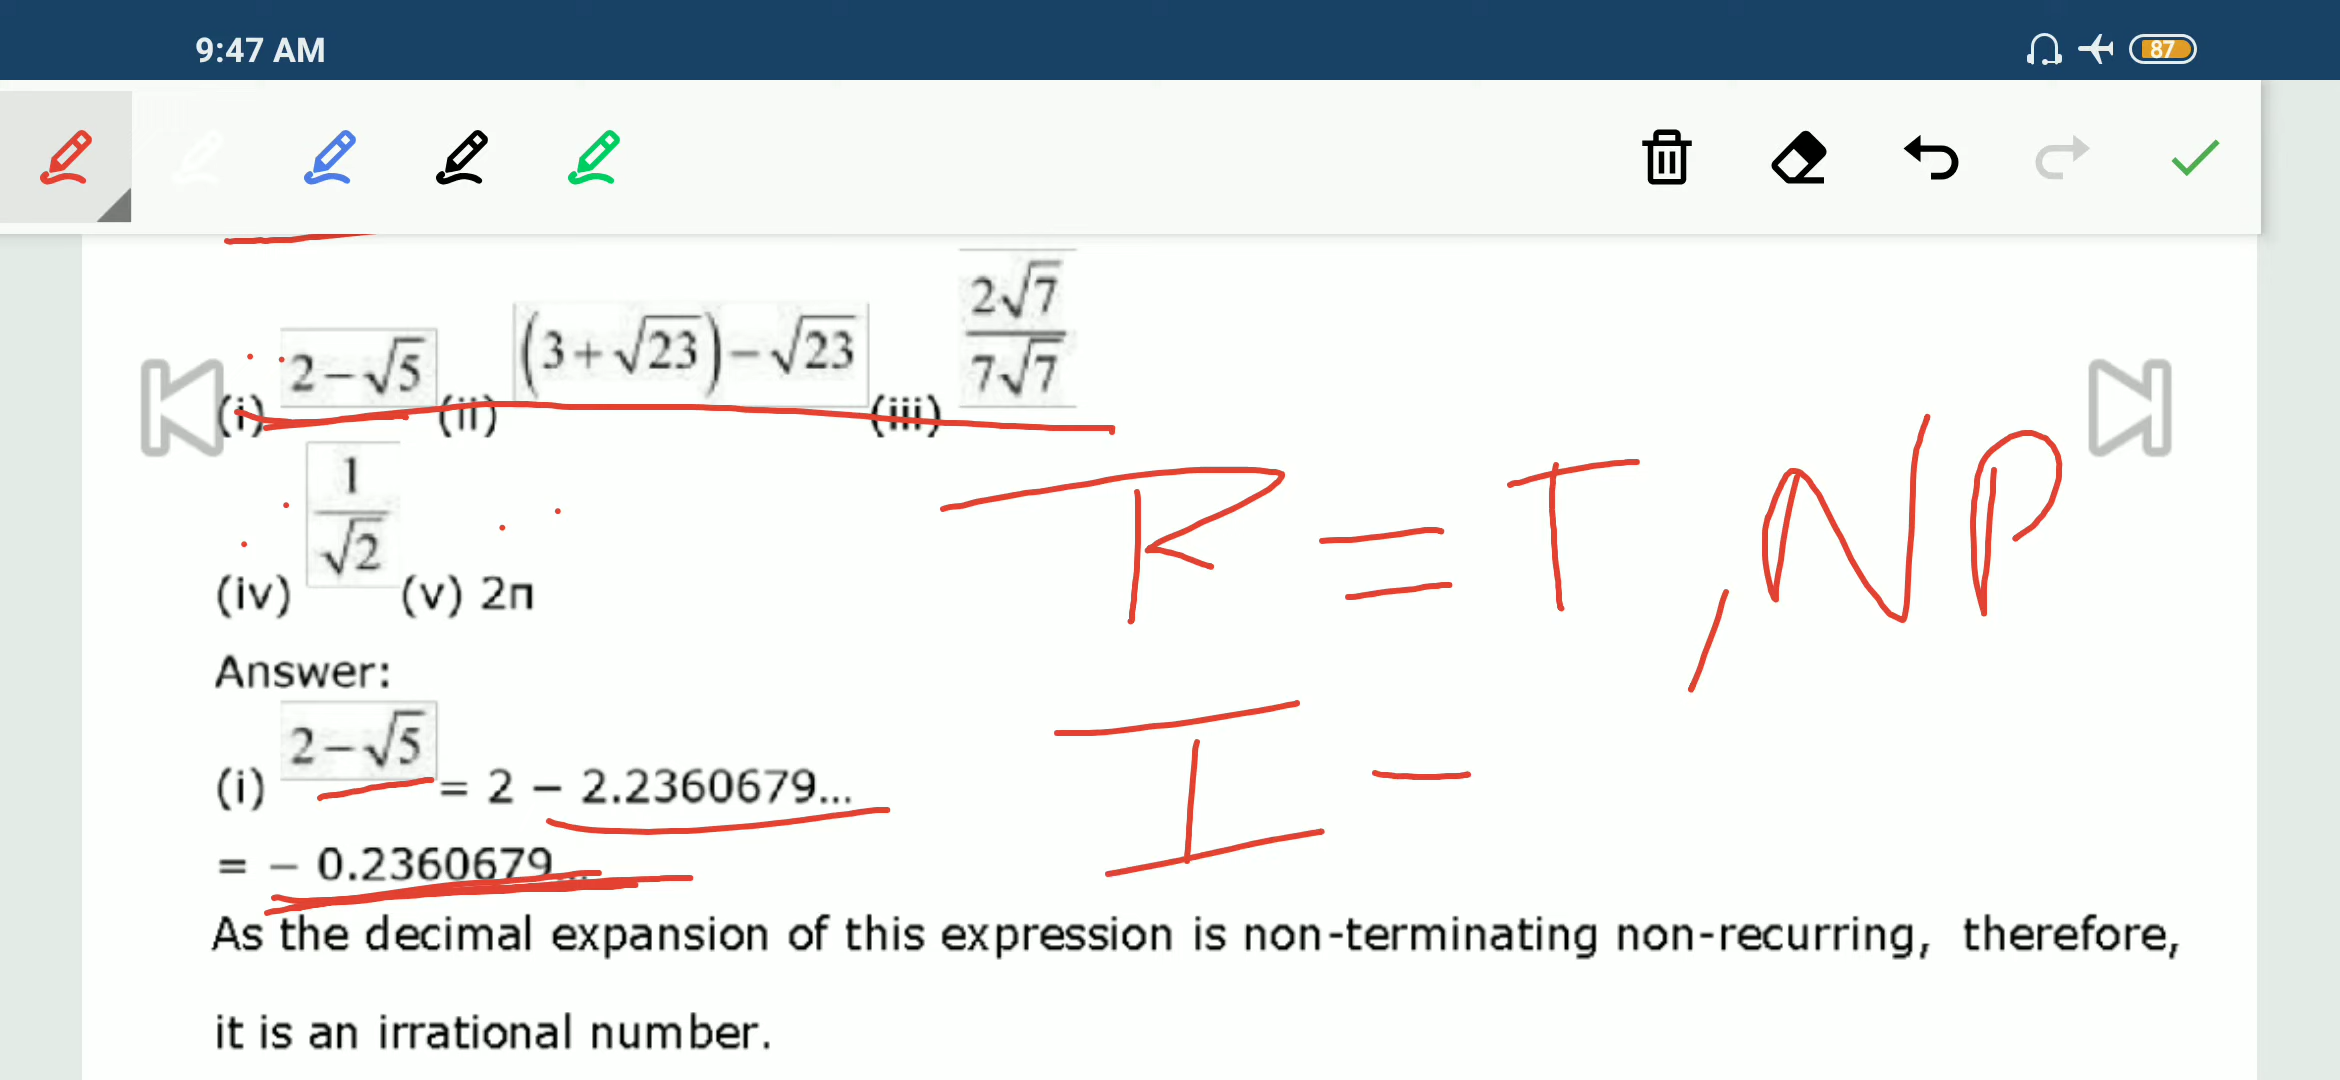 9:47 AM
87
(i) 2−√5 (ii) (3+√23)−√23 (iii) 2√7/7√7
(iv) 1/√2 (v) 2п
R = T, NP
Answer:
I −
(i) 2−√5 = 2 − 2.2360679...
= − 0.2360679...
As the decimal expansion of this expression is non-terminating non-recurring, therefore,
it is an irrational number.